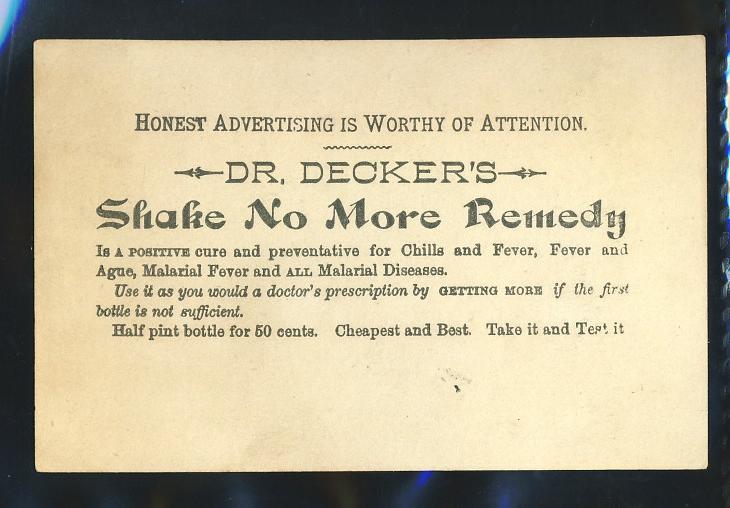 HONEST ADVERTISING IS WORTHY OF ATTENTION.
DR. DECKER'S
Shake No More Remedy
IS A POSITIVE cure and preventative for Chills and Fever, Fever and
Ague, Malarial Fever and ALL Malarial Diseases.
Use it as you would a doctor's prescription by GETTING MORE if the first
bottle is not sufficient.
Half pint bottle for 50 cents. Cheapest and Best. Take it and Test it